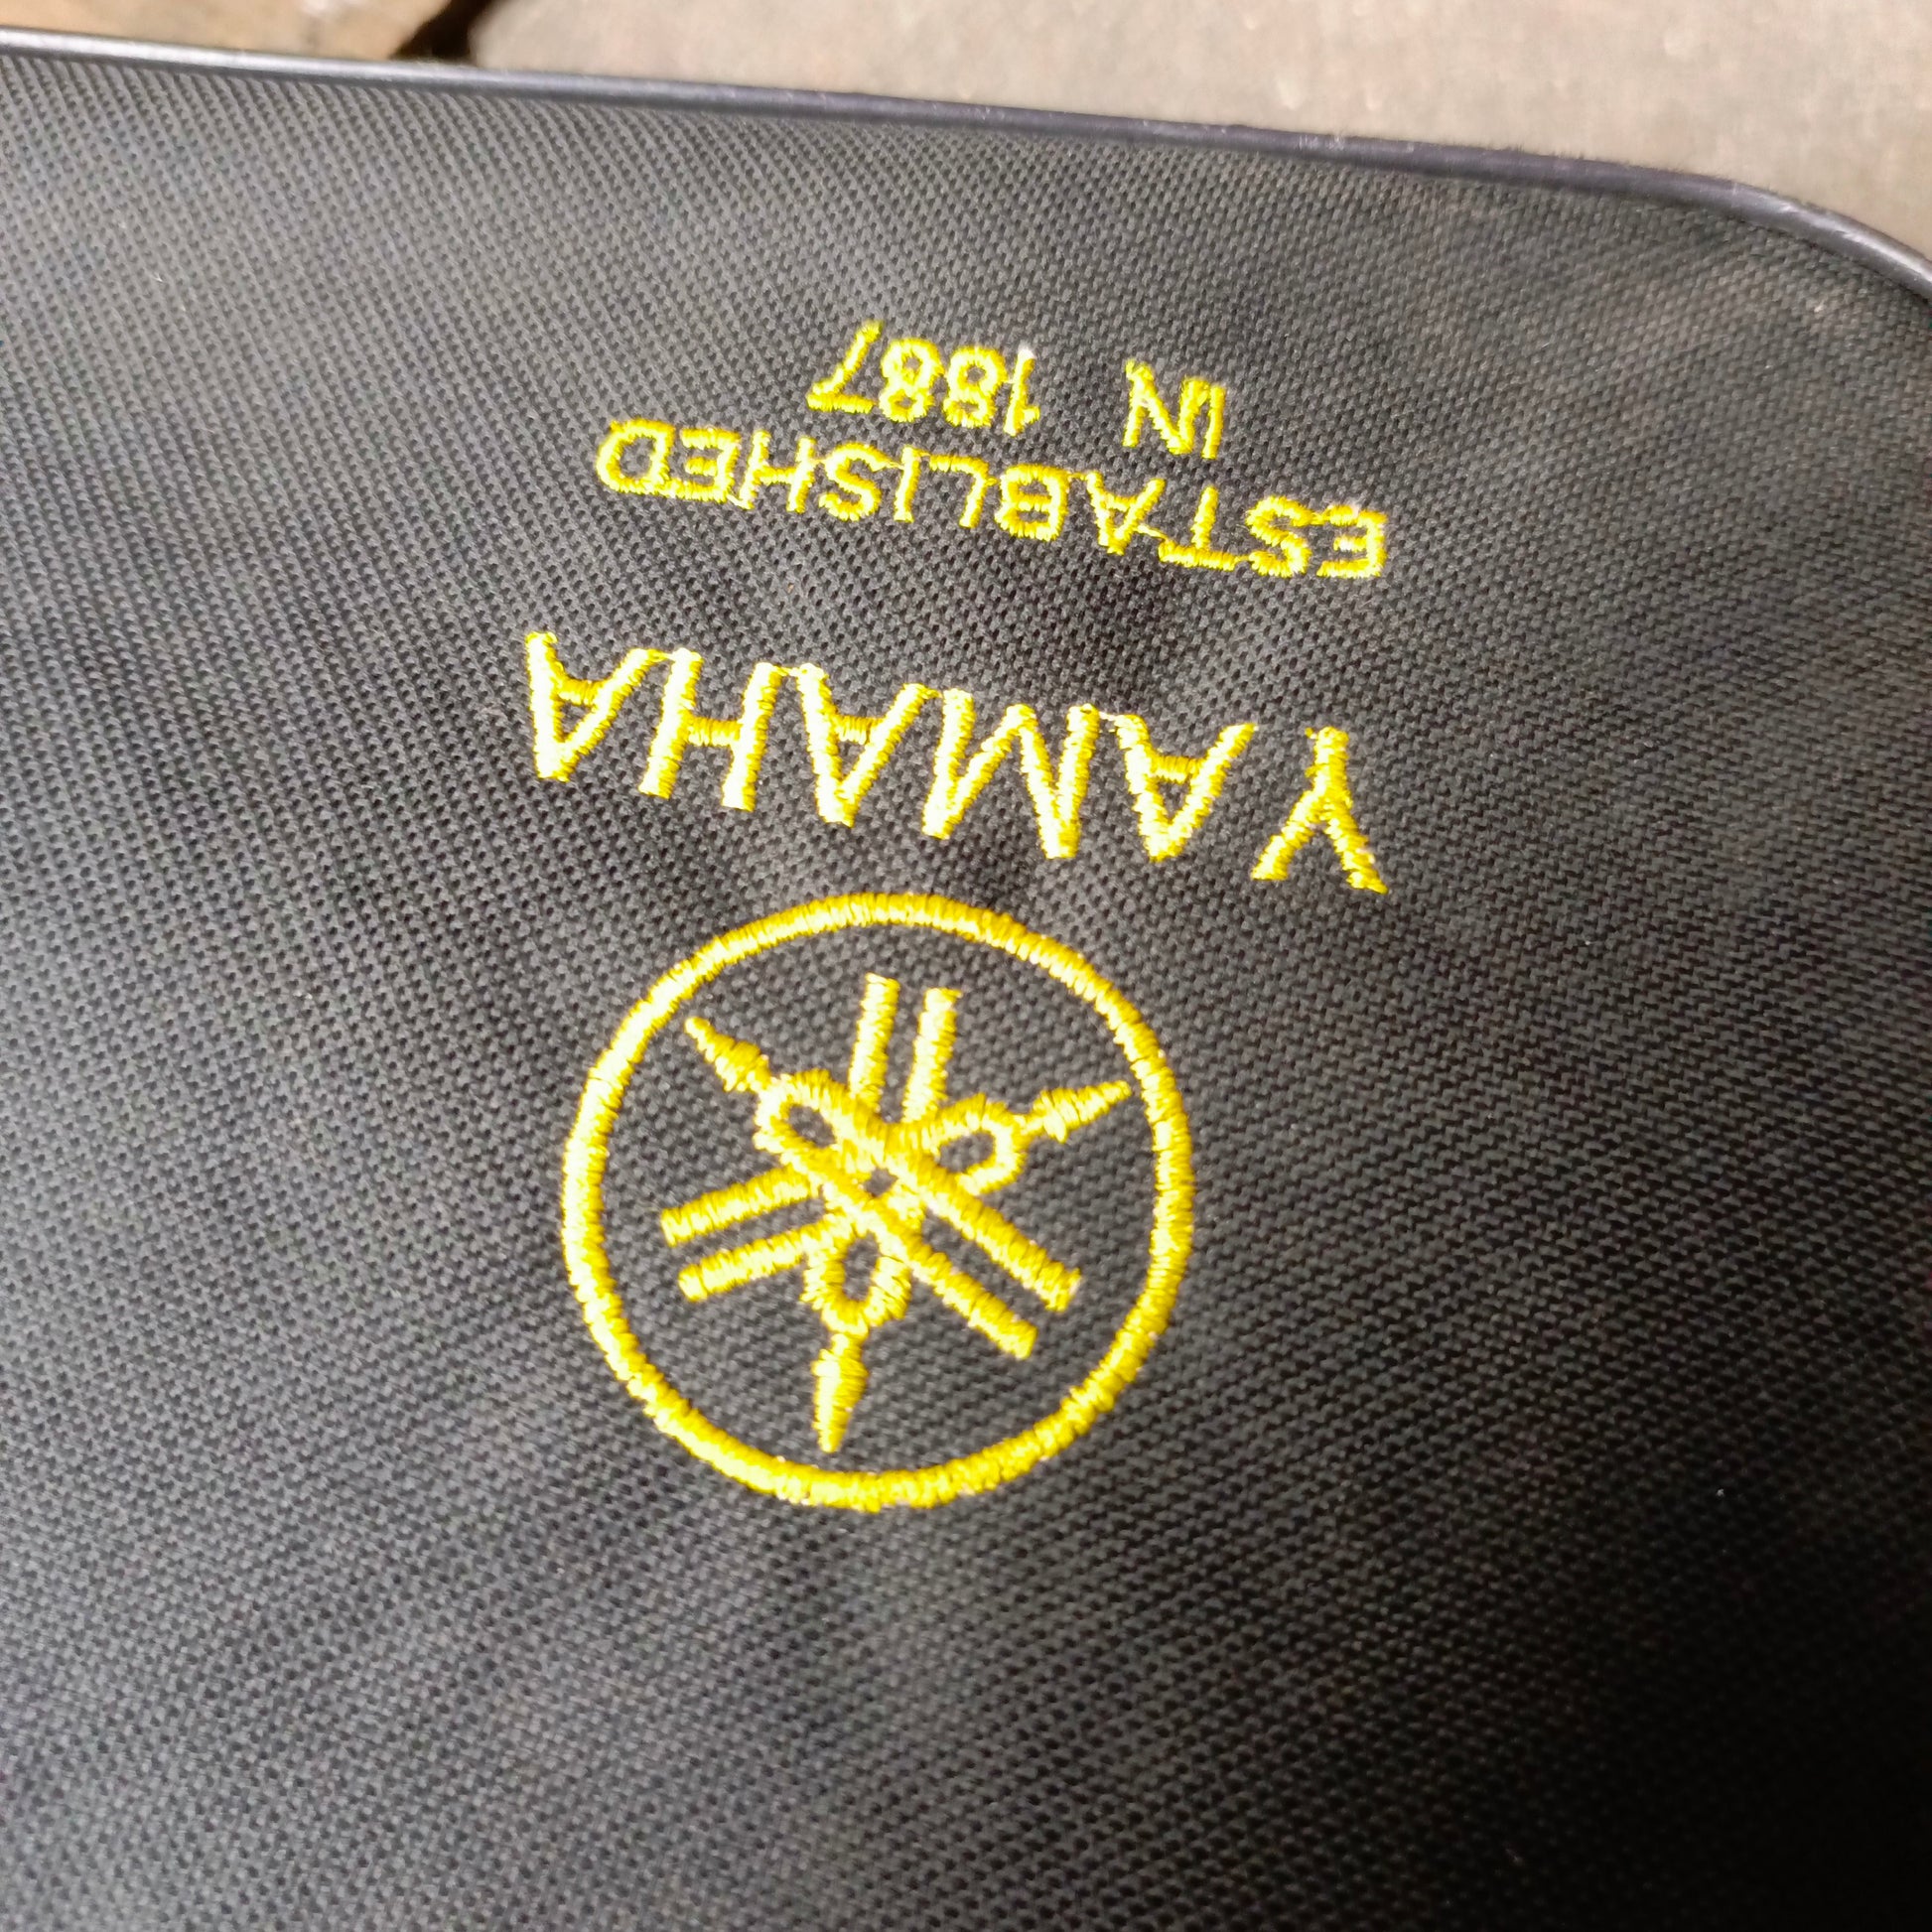 YAMAHA
ESTABLISHED
IN 1887